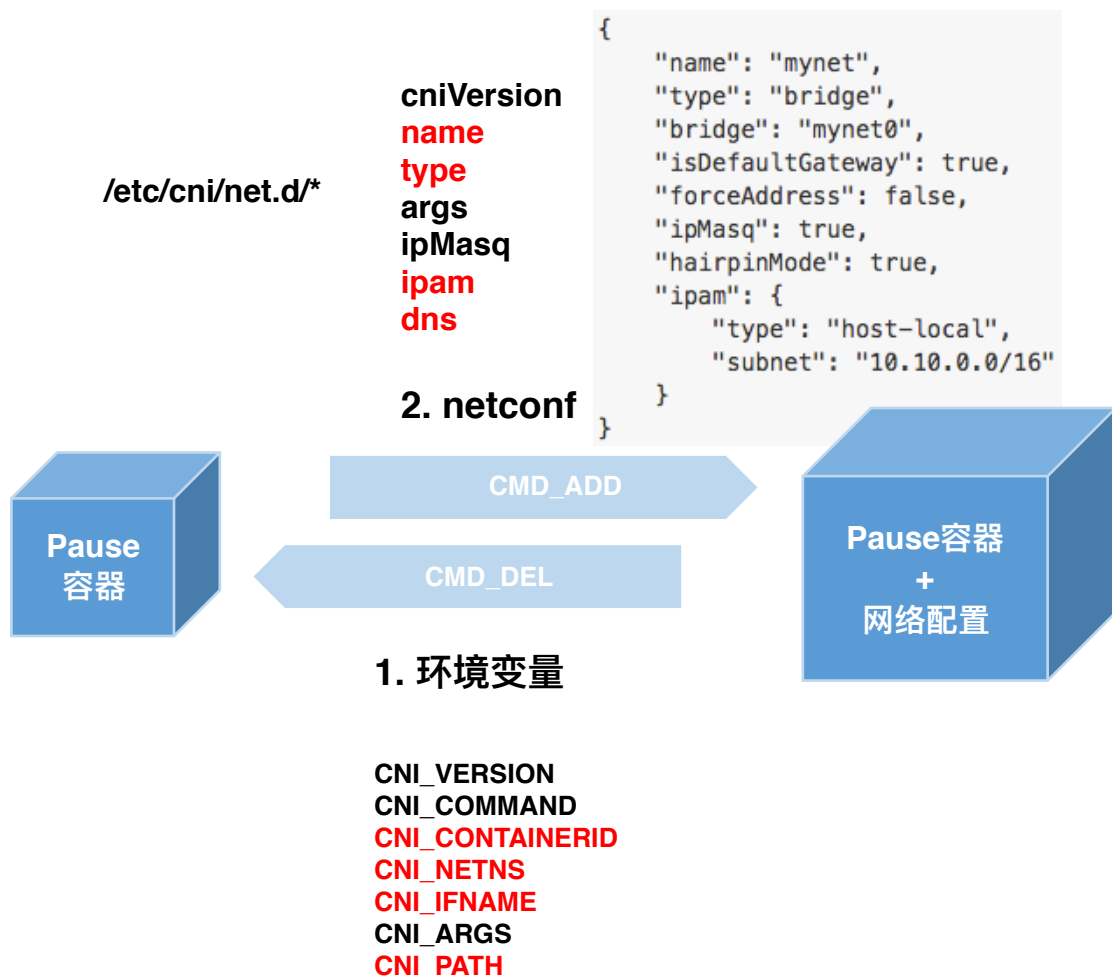 /etc/cni/net.d/*
cniVersion
name
type
args
ipMasq
ipam
dns
2. netconf
{
    "name": "mynet",
    "type": "bridge",
    "bridge": "mynet0",
    "isDefaultGateway": true,
    "forceAddress": false,
    "ipMasq": true,
    "hairpinMode": true,
    "ipam": {
        "type": "host-local",
        "subnet": "10.10.0.0/16"
    }
}
Pause
容器
CMD_ADD
CMD_DEL
Pause容器
+
网络配置
1. 环境变量
CNI_VERSION
CNI_COMMAND
CNI_CONTAINERID
CNI_NETNS
CNI_IFNAME
CNI_ARGS
CNI_PATH